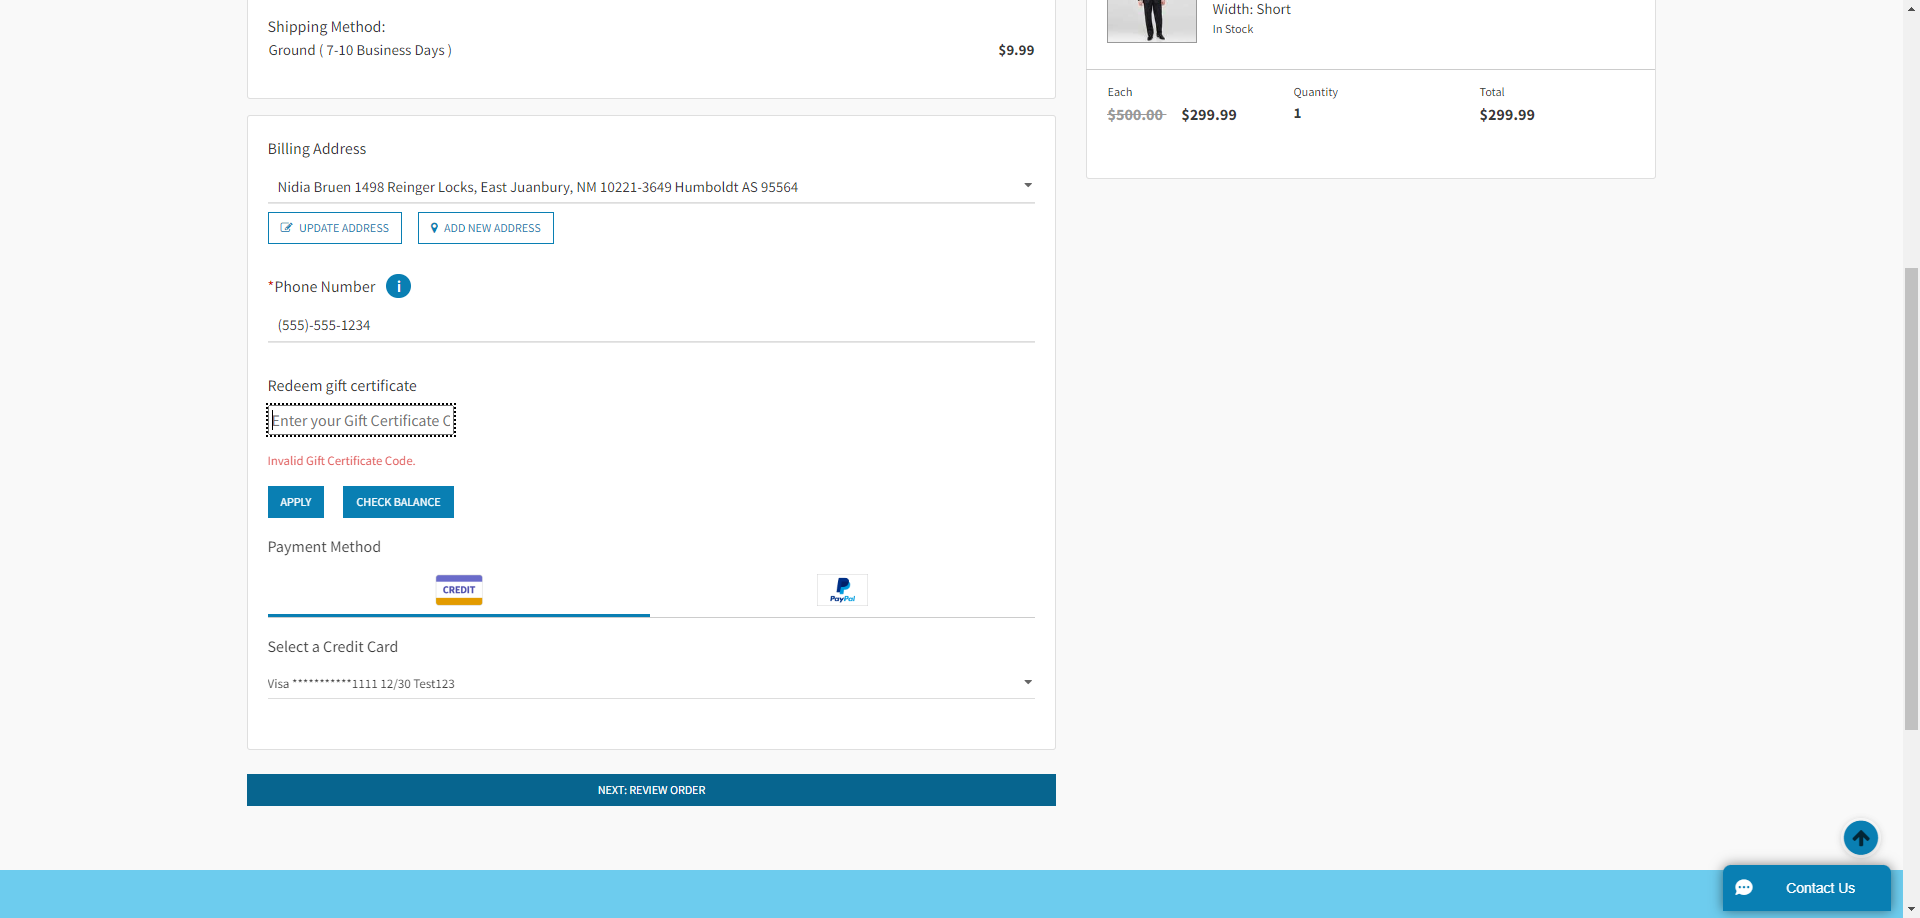 Shipping Method:
Ground ( 7-10 Business Days )
$9.99
Billing Address
Nidia Bruen 1498 Reinger Locks, East Juanbury, NM 10221-3649 Humboldt AS 95564
UPDATE ADDRESS
ADD NEW ADDRESS
*Phone Number i
(555)-555-1234
Redeem gift certificate
Enter your Gift Certificate C
Invalid Gift Certificate Code.
APPLY
CHECK BALANCE
Payment Method
CREDIT
PayPal
Select a Credit Card
Visa ***********1111 12/30 Test123
NEXT: REVIEW ORDER
Width: Short
In Stock
Each Quantity Total
$500.00 $299.99 1 $299.99
Contact Us